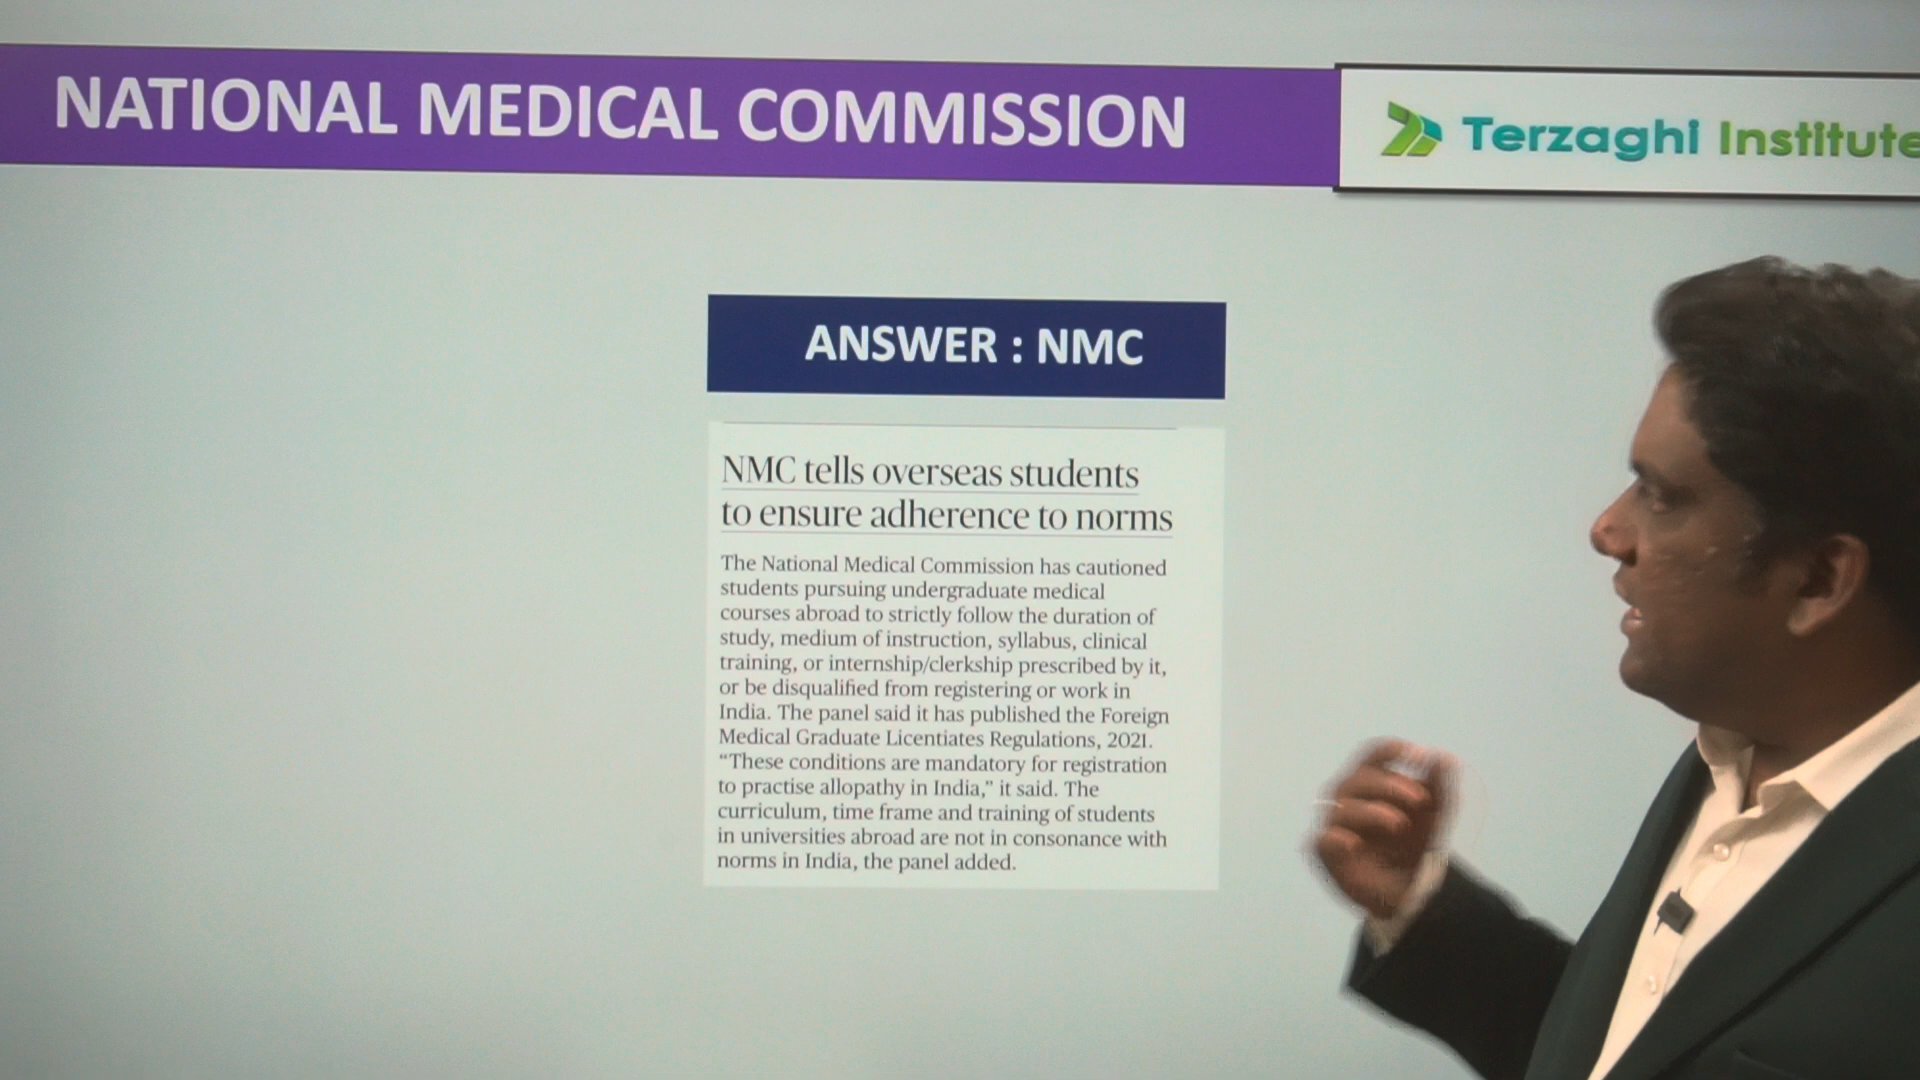 NATIONAL MEDICAL COMMISSION
Terzaghi Institute
ANSWER : NMC
NMC tells overseas students
to ensure adherence to norms
The National Medical Commission has cautioned
students pursuing undergraduate medical
courses abroad to strictly follow the duration of
study, medium of instruction, syllabus, clinical
training, or internship/clerkship prescribed by it,
or be disqualified from registering or work in
India. The panel said it has published the Foreign
Medical Graduate Licentiates Regulations, 2021.
“These conditions are mandatory for registration
to practise allopathy in India,” it said. The
curriculum, time frame and training of students
in universities abroad are not in consonance with
norms in India, the panel added.